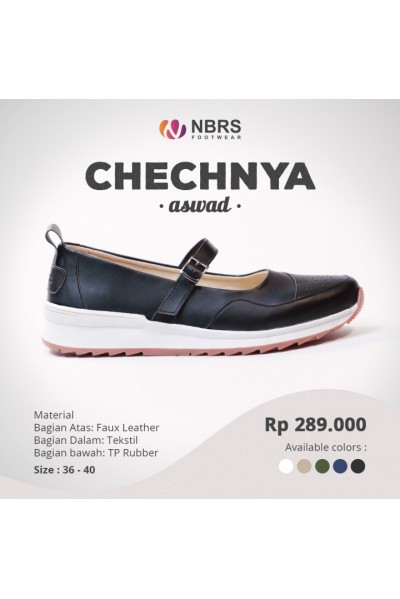 NBRS
FOOTWEAR
CHECHNYA
• aswad •
Material
Bagian Atas: Faux Leather
Bagian Dalam: Tekstil
Bagian bawah: TP Rubber
Size : 36 - 40
Rp 289.000
Available colors :